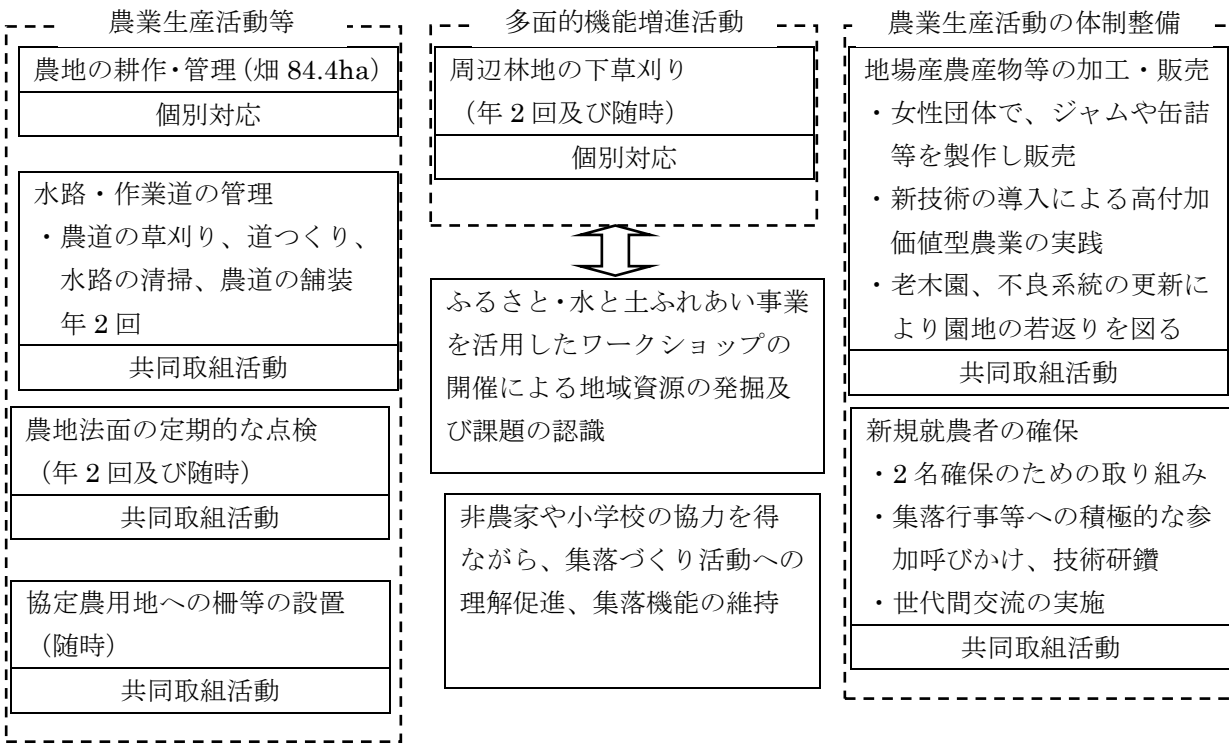 農業生産活動等
農地の耕作・管理(畑 84.4ha)
個別対応
水路・作業道の管理
・農道の草刈り、道つくり、
水路の清掃、農道の舗装
年 2 回
共同取組活動
農地法面の定期的な点検
(年 2 回及び随時)
共同取組活動
協定農用地への柵等の設置
(随時)
共同取組活動
多面的機能増進活動
周辺林地の下草刈り
(年 2 回及び随時)
個別対応
ふるさと・水と土ふれあい事業
を活用したワークショップの
開催による地域資源の発掘及
び課題の認識
非農家や小学校の協力を得
ながら、集落づくり活動への
理解促進、集落機能の維持
農業生産活動の体制整備
地場産農産物等の加工・販売
・女性団体で、ジャムや缶詰
等を製作し販売
・新技術の導入による高付加
価値型農業の実践
・老木園、不良系統の更新に
より園地の若返りを図る
共同取組活動
新規就農者の確保
・2 名確保のための取り組み
・集落行事等への積極的な参
加呼びかけ、技術研鑽
・世代間交流の実施
共同取組活動